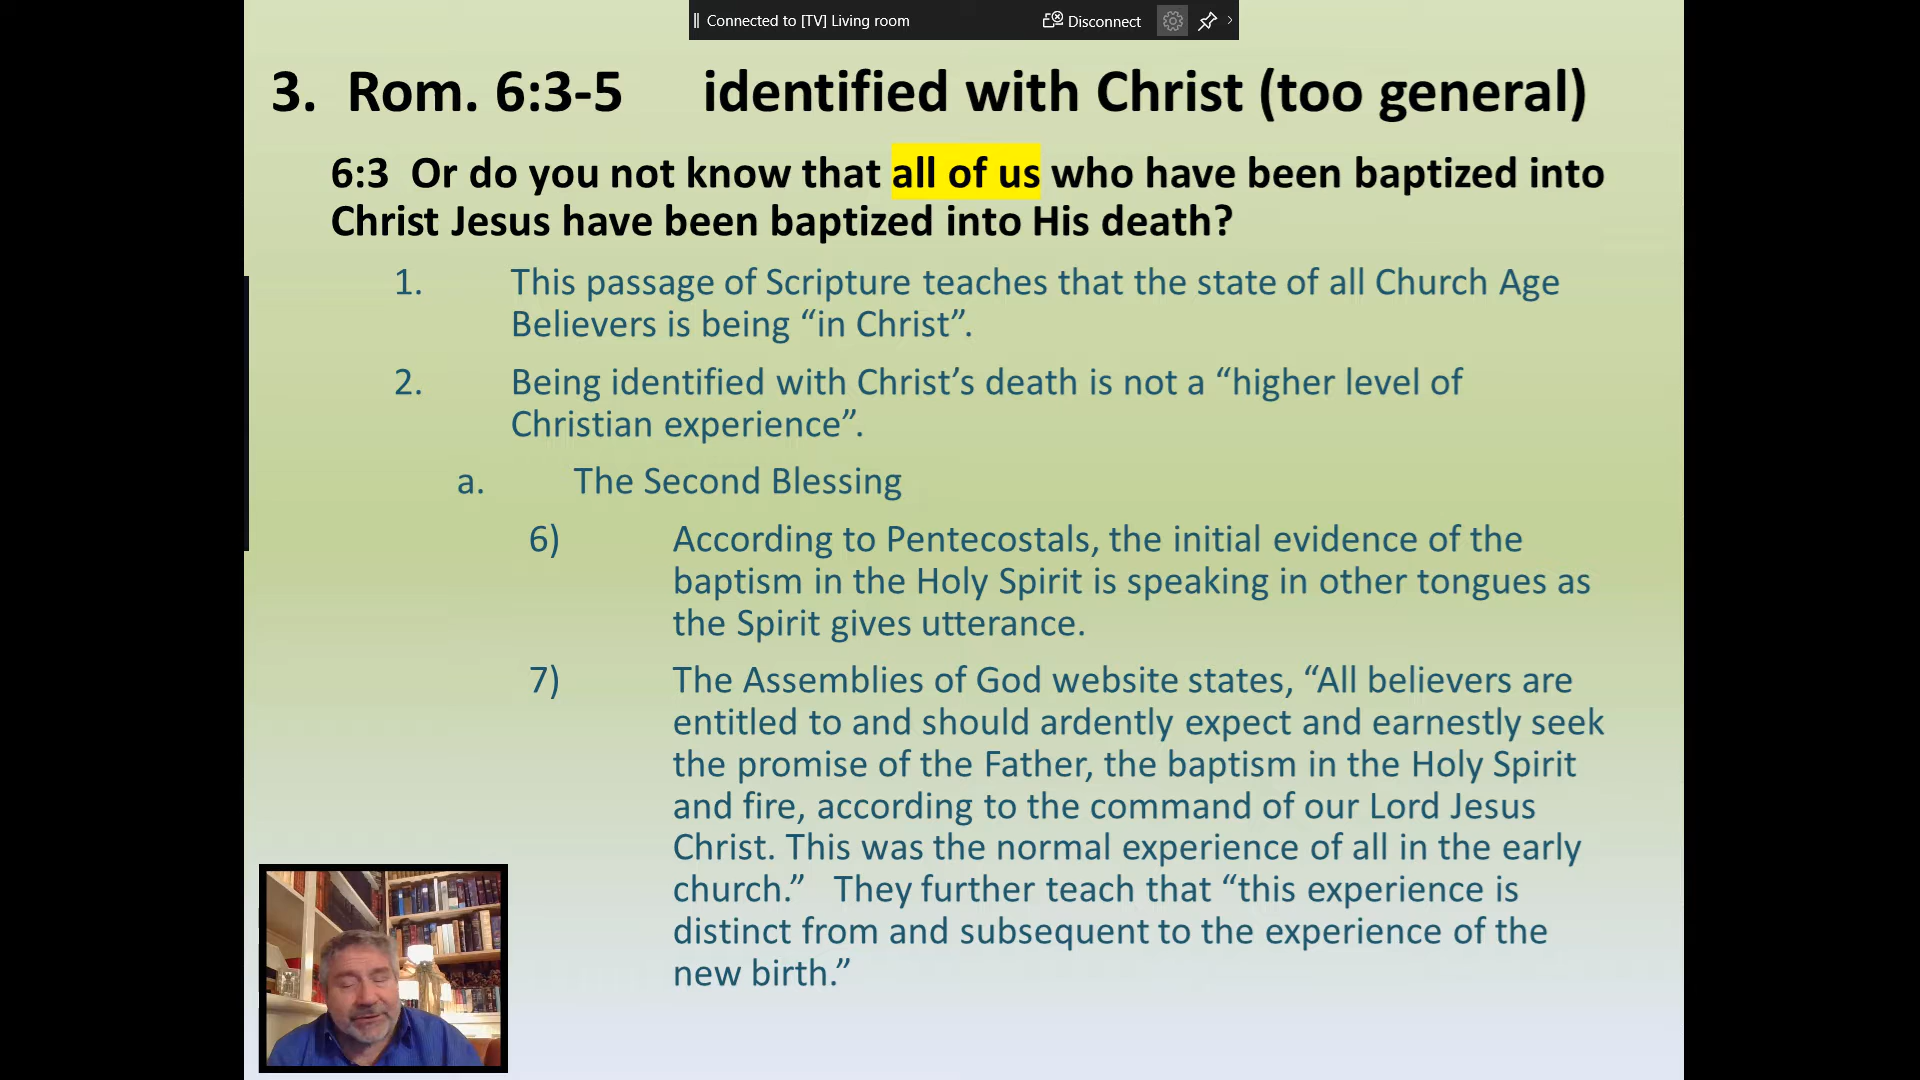 Connected to [TV] Living room Disconnect
3. Rom. 6:3-5 identified with Christ (too general)
6:3 Or do you not know that all of us who have been baptized into
Christ Jesus have been baptized into His death?
1. This passage of Scripture teaches that the state of all Church Age
Believers is being “in Christ”.
2. Being identified with Christ’s death is not a “higher level of
Christian experience”.
a. The Second Blessing
6) According to Pentecostals, the initial evidence of the
baptism in the Holy Spirit is speaking in other tongues as
the Spirit gives utterance.
7) The Assemblies of God website states, “All believers are
entitled to and should ardently expect and earnestly seek
the promise of the Father, the baptism in the Holy Spirit
and fire, according to the command of our Lord Jesus
Christ. This was the normal experience of all in the early
church.” They further teach that “this experience is
distinct from and subsequent to the experience of the
new birth.”